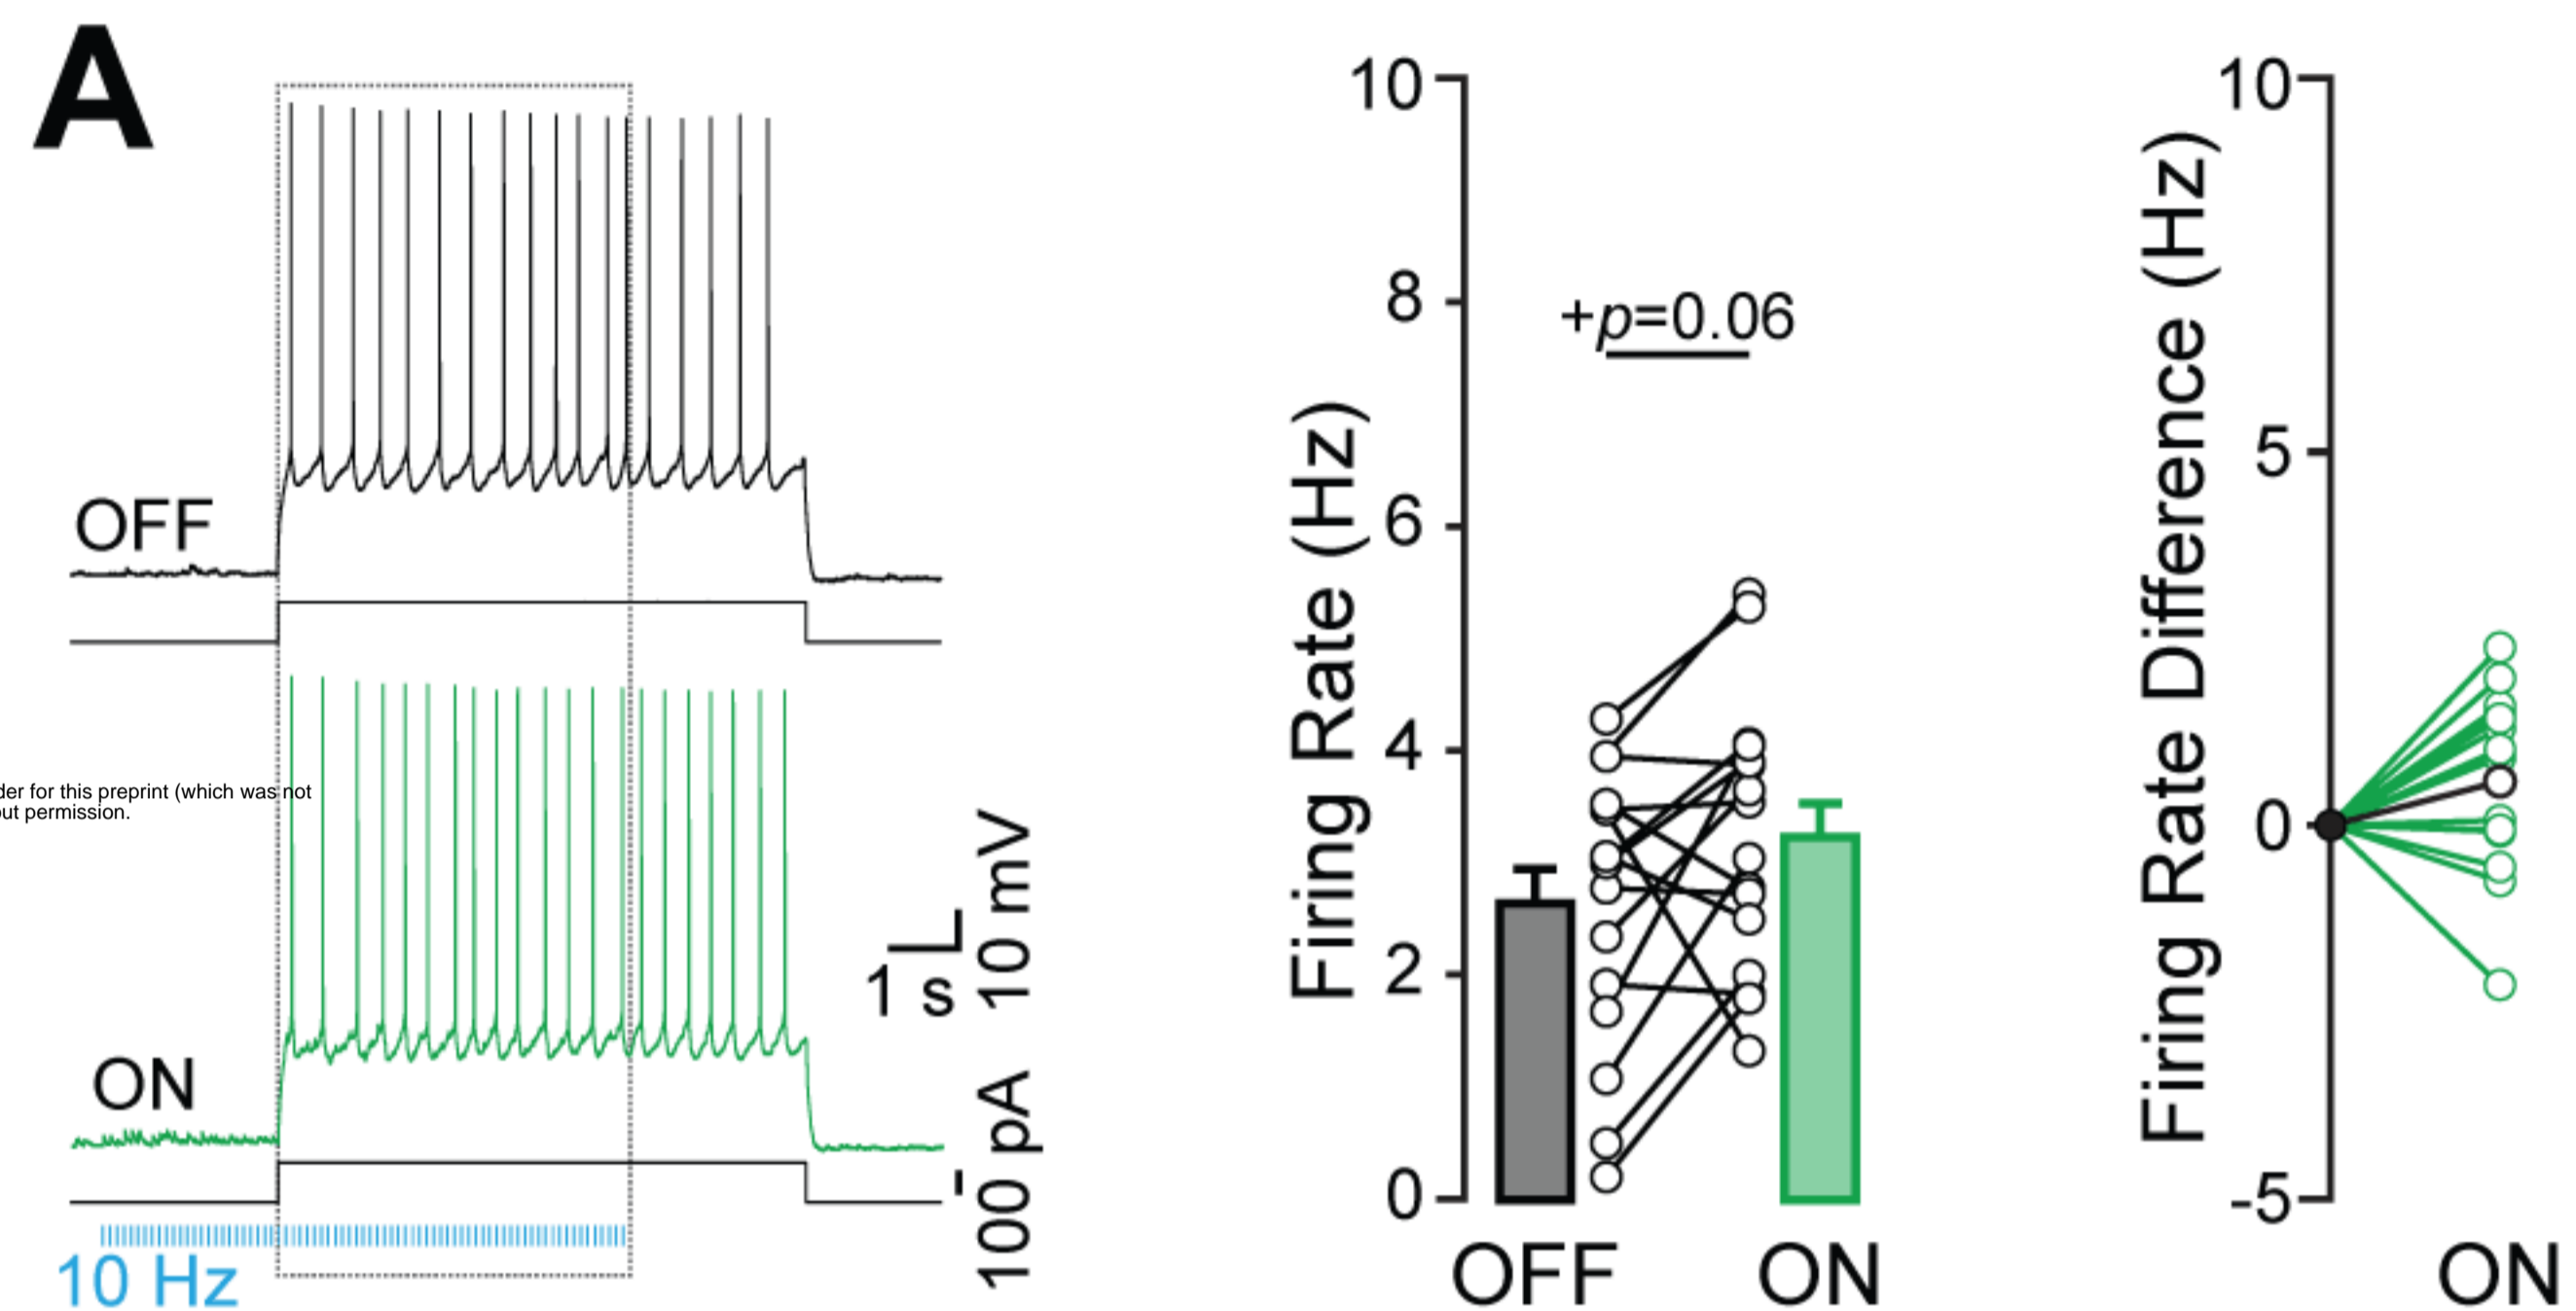 A
OFF
der for this preprint (which was not
out permission.
ON
10 Hz
1 s
10 mV
100 pA
Firing Rate (Hz)
10
8
6
4
2
0
+p=0.06
OFF
ON
Firing Rate Difference (Hz)
10
5
0
-5
ON